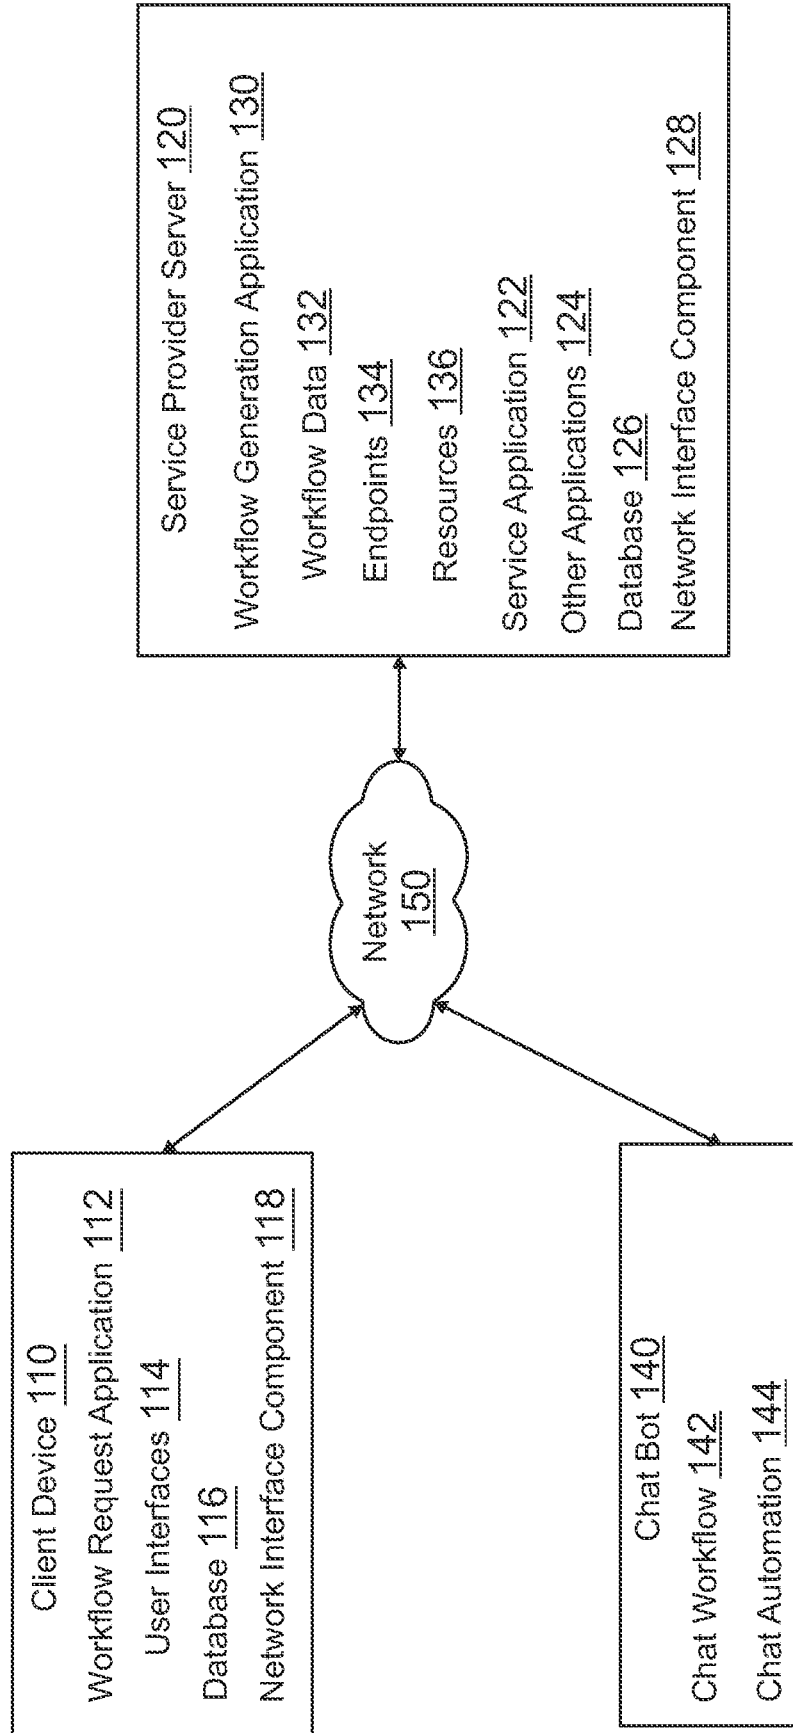 Client Device 110
Workflow Request Application 112
User Interfaces 114
Database 116
Network Interface Component 118
Chat Bot 140
Chat Workflow 142
Chat Automation 144
Network
150
Service Provider Server 120
Workflow Generation Application 130
Workflow Data 132
Endpoints 134
Resources 136
Service Application 122
Other Applications 124
Database 126
Network Interface Component 128